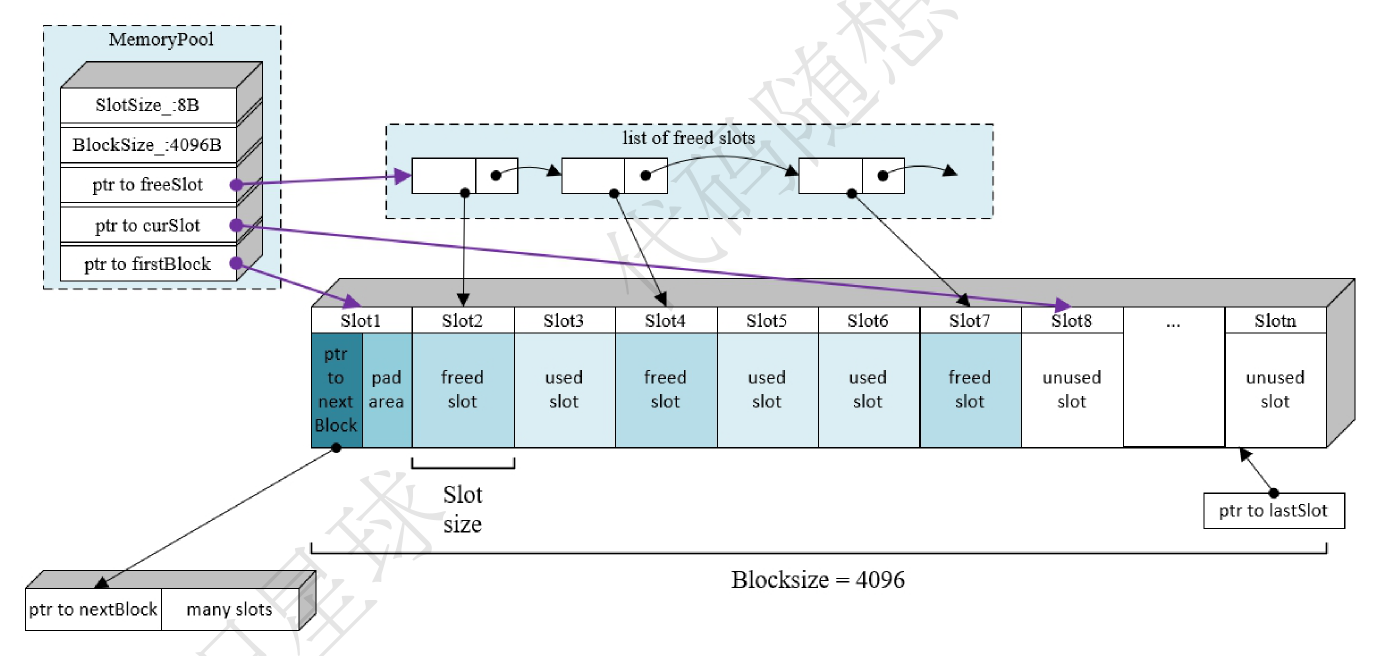 MemoryPool
SlotSize_:8B
BlockSize_:4096B
ptr to freeSlot
ptr to curSlot
ptr to firstBlock
list of freed slots
Slot1
Slot2
Slot3
Slot4
Slot5
Slot6
Slot7
Slot8
...
Slotn
ptr
to
next
Block
pad
area
freed
slot
used
slot
freed
slot
used
slot
used
slot
freed
slot
unused
slot
unused
slot
Slot
size
ptr to lastSlot
Blocksize = 4096
ptr to nextBlock
many slots
代码随想
星球